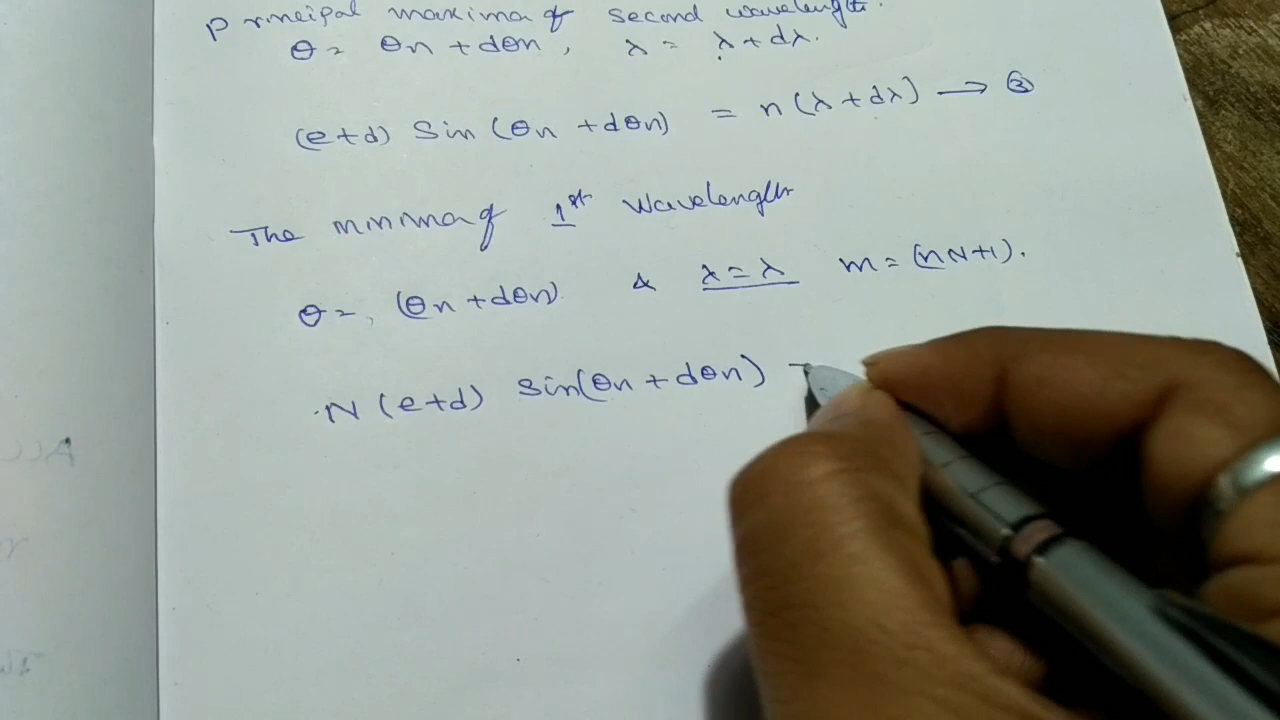 principal maxima of second wavelength.
θ = θn + dθn, λ = λ + dλ.
(e+d) Sin (θn + dθn) = n(λ + dλ) → ②
The minima of 1st Wavelength
θ = (θn + dθn) & λ = λ m = (nN+1).
N (e+d) Sin(θn + dθn)